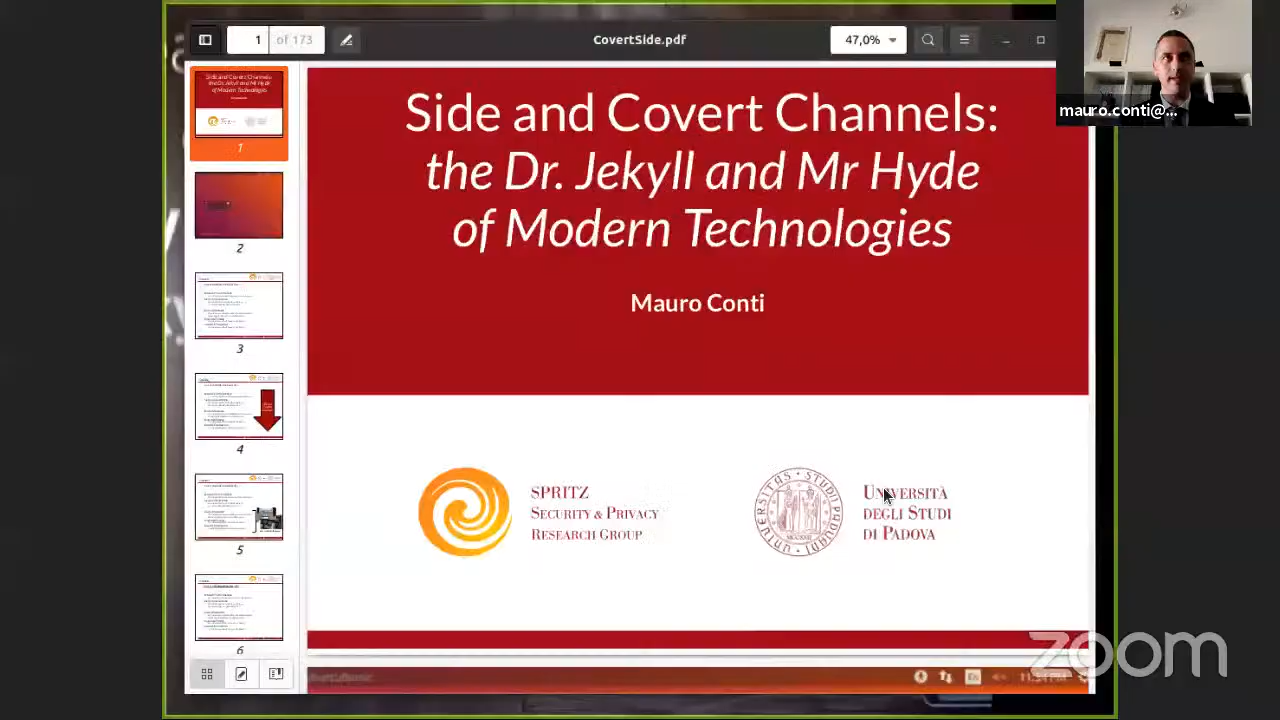 1
of 173
CovertSide.pdf
47,0%
mauro.conti@...
Side and Covert Channels:
the Dr. Jekyll and Mr Hyde
of Modern Technologies
Mauro Conti
SPRITZ
SECURITY & PRIVACY
RESEARCH GROUP
UNIVERSITÀ
DEGLI STUDI
DI PADOVA
1
2
3
4
5
6
En
zoom